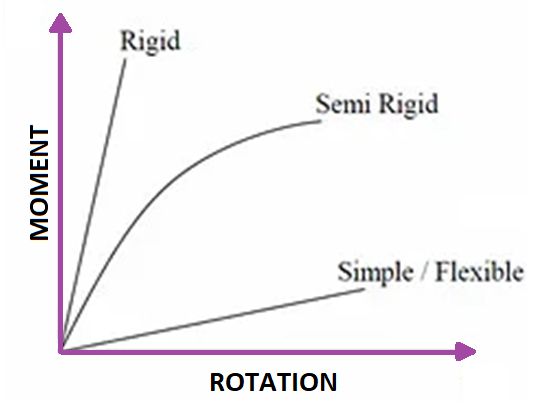 Rigid
Semi Rigid
MOMENT
Simple / Flexible
ROTATION